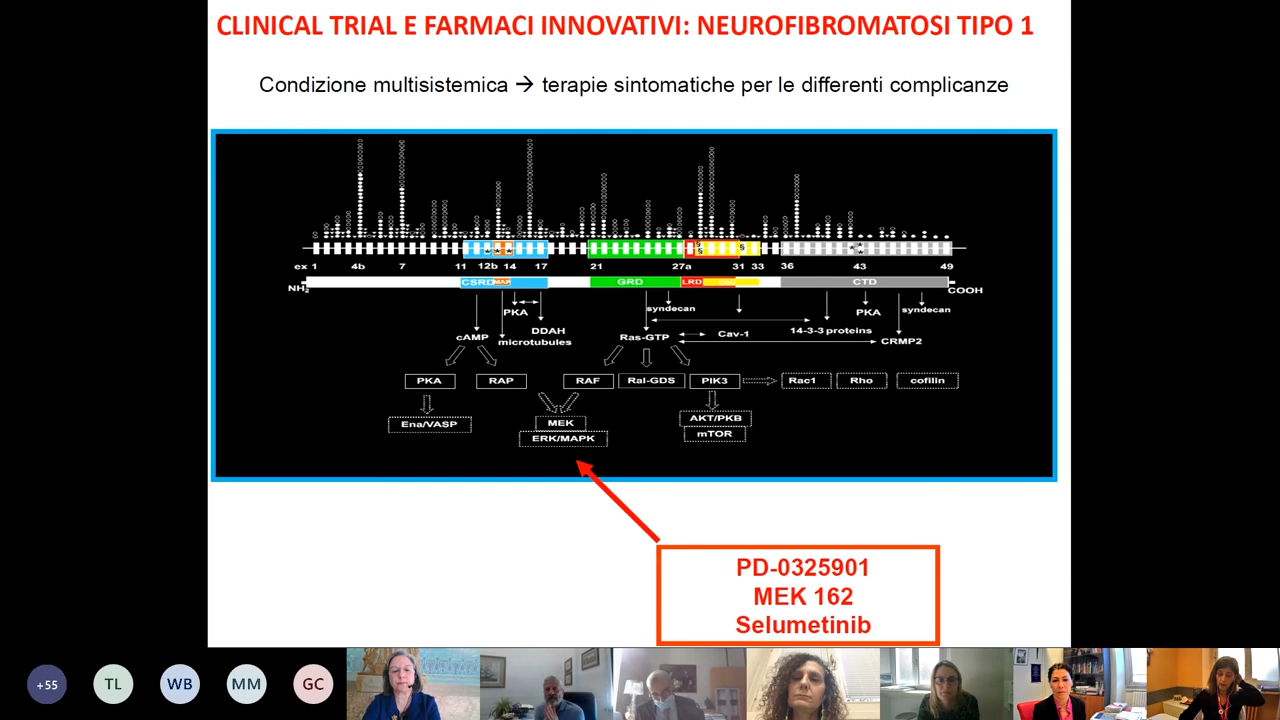 CLINICAL TRIAL E FARMACI INNOVATIVI: NEUROFIBROMATOSI TIPO 1
Condizione multisistemica → terapie sintomatiche per le differenti complicanze
ex 1 4b 7 11 12b 14 17 21 27a 31 33 36 43 49
NH2 CSRD MAP GRD LRD CTD COOH
PKA syndecan PKA syndecan
DDAH 14-3-3 proteins
cAMP microtubules Ras-GTP Cav-1 CRMP2
PKA RAP RAF Ral-GDS PIK3 Rac1 Rho cofilin
Ena/VASP MEK AKT/PKB
ERK/MAPK mTOR
PD-0325901
MEK 162
Selumetinib
+55 TL WB MM GC